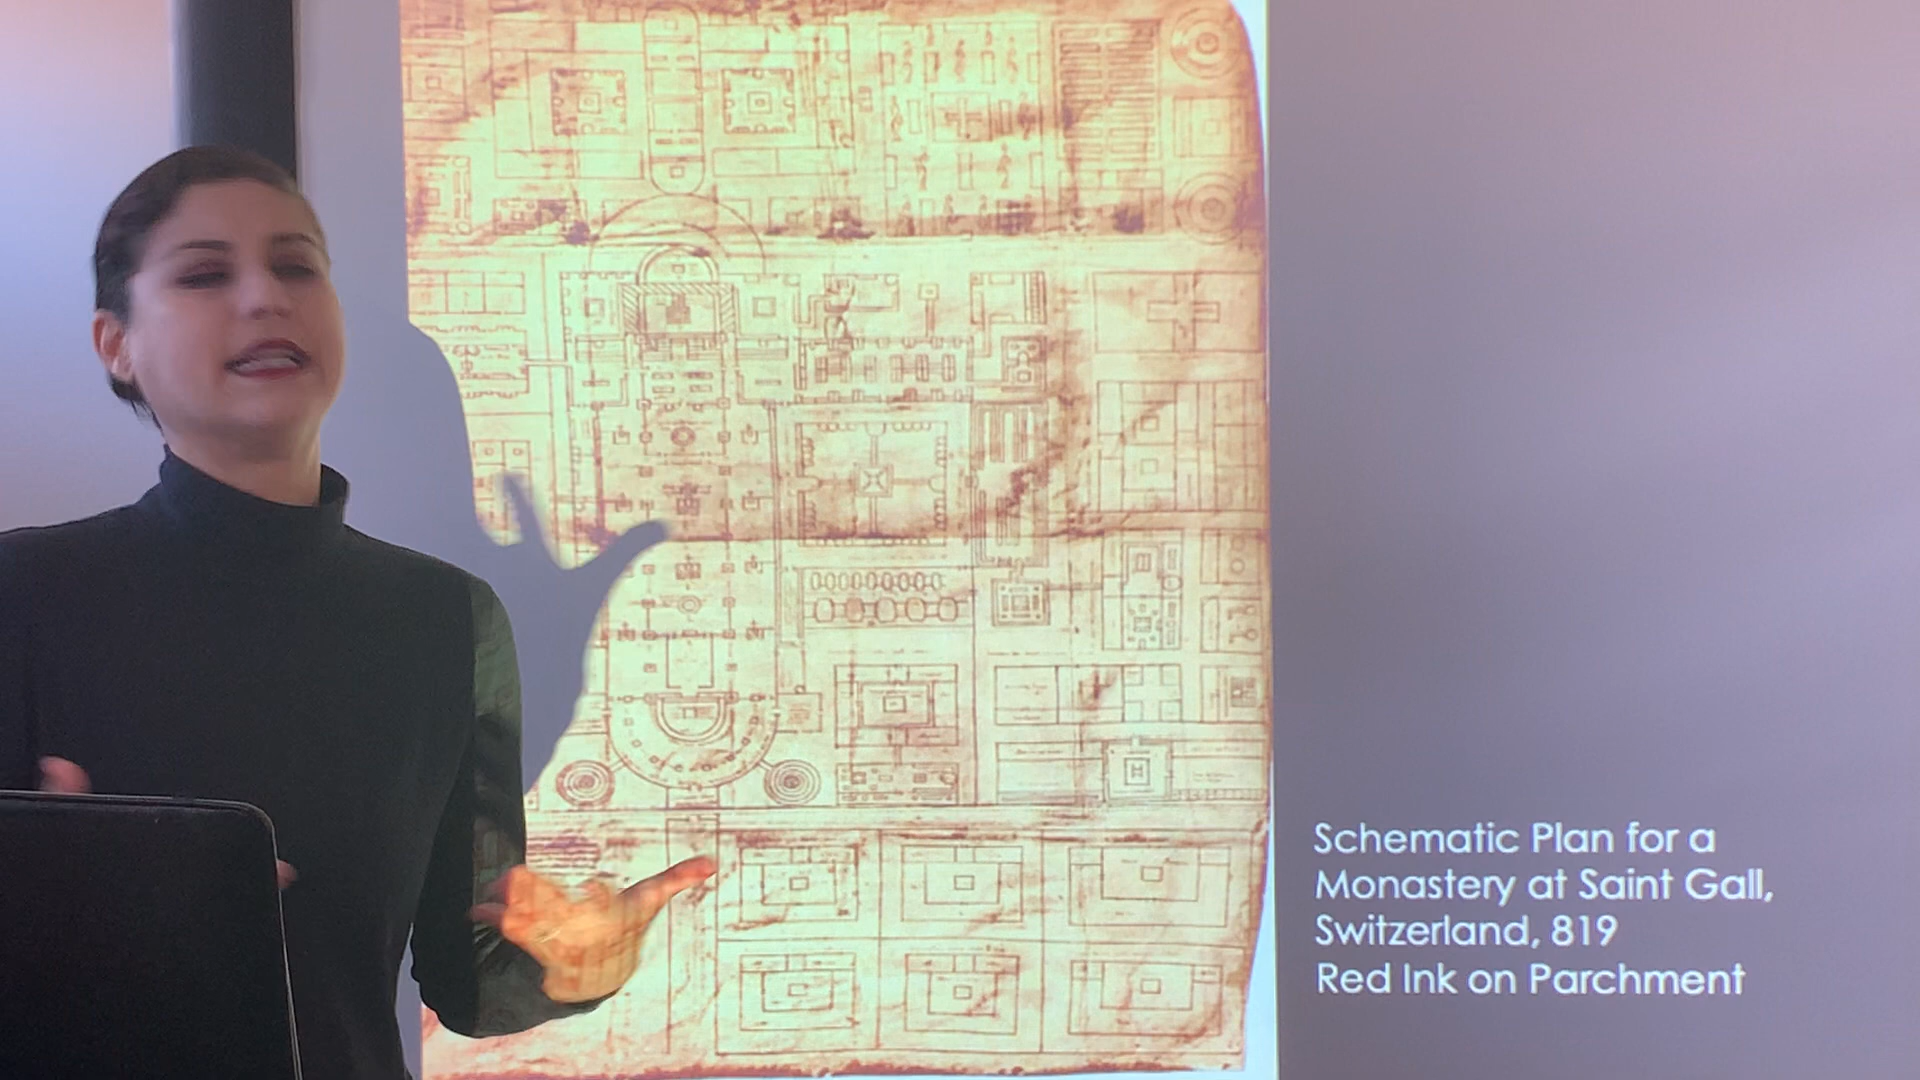 Schematic Plan for a
Monastery at Saint Gall,
Switzerland, 819
Red Ink on Parchment